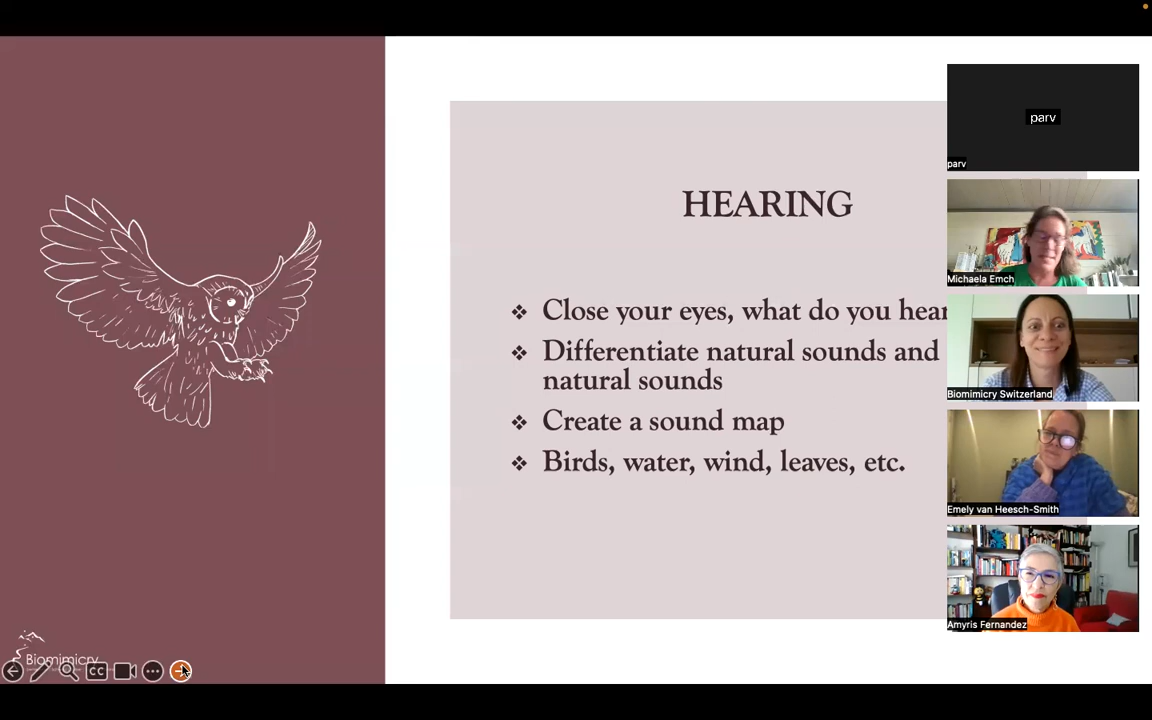 HEARING
Close your eyes, what do you hear
Differentiate natural sounds and
natural sounds
Create a sound map
Birds, water, wind, leaves, etc.
parv
parv
Michaela Emch
Biomimicry Switzerland
Emely van Heesch-Smith
Amyris Fernandez
Biomimicry
CC